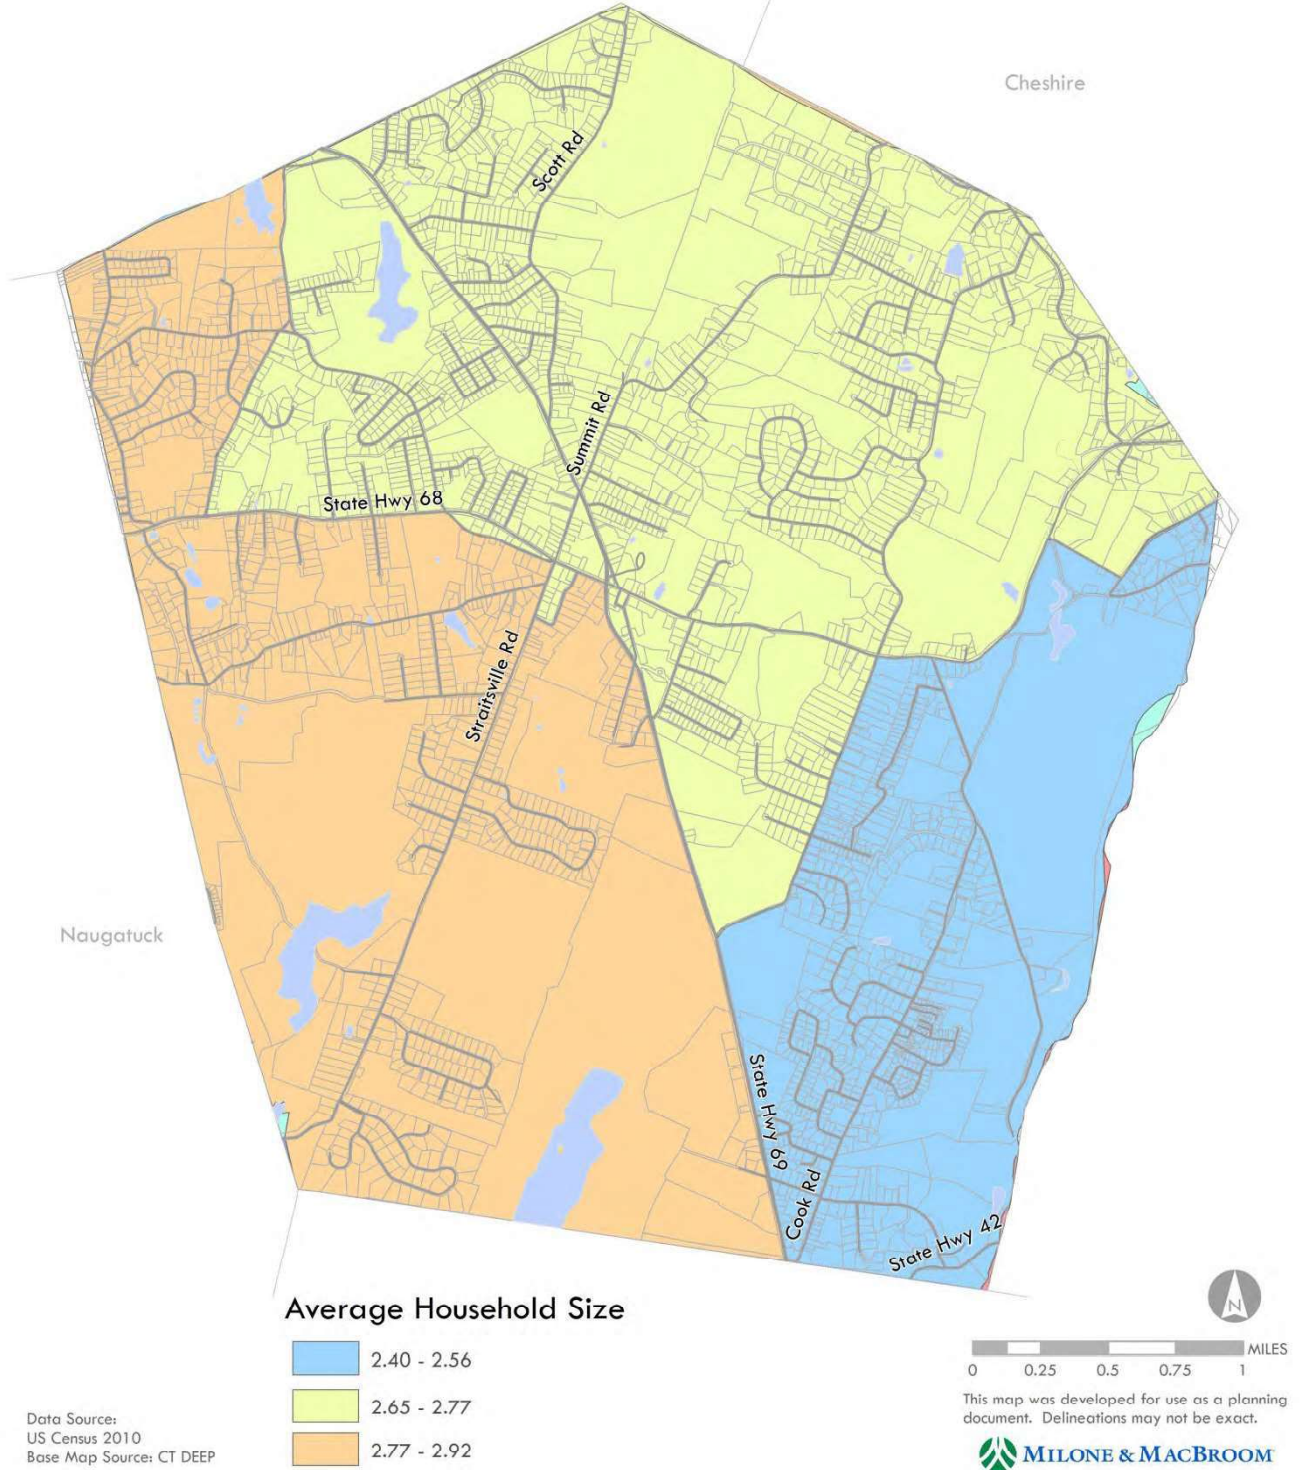 Cheshire
Scott Rd
Summit Rd
State Hwy 68
Straitsville Rd
Naugatuck
State Hwy 69
Cook Rd
State Hwy 42
Average Household Size
2.40 - 2.56
2.65 - 2.77
2.77 - 2.92
Data Source:
US Census 2010
Base Map Source: CT DEEP
N
MILES
0 0.25 0.5 0.75 1
This map was developed for use as a planning
document. Delineations may not be exact.
MILONE & MACBROOM